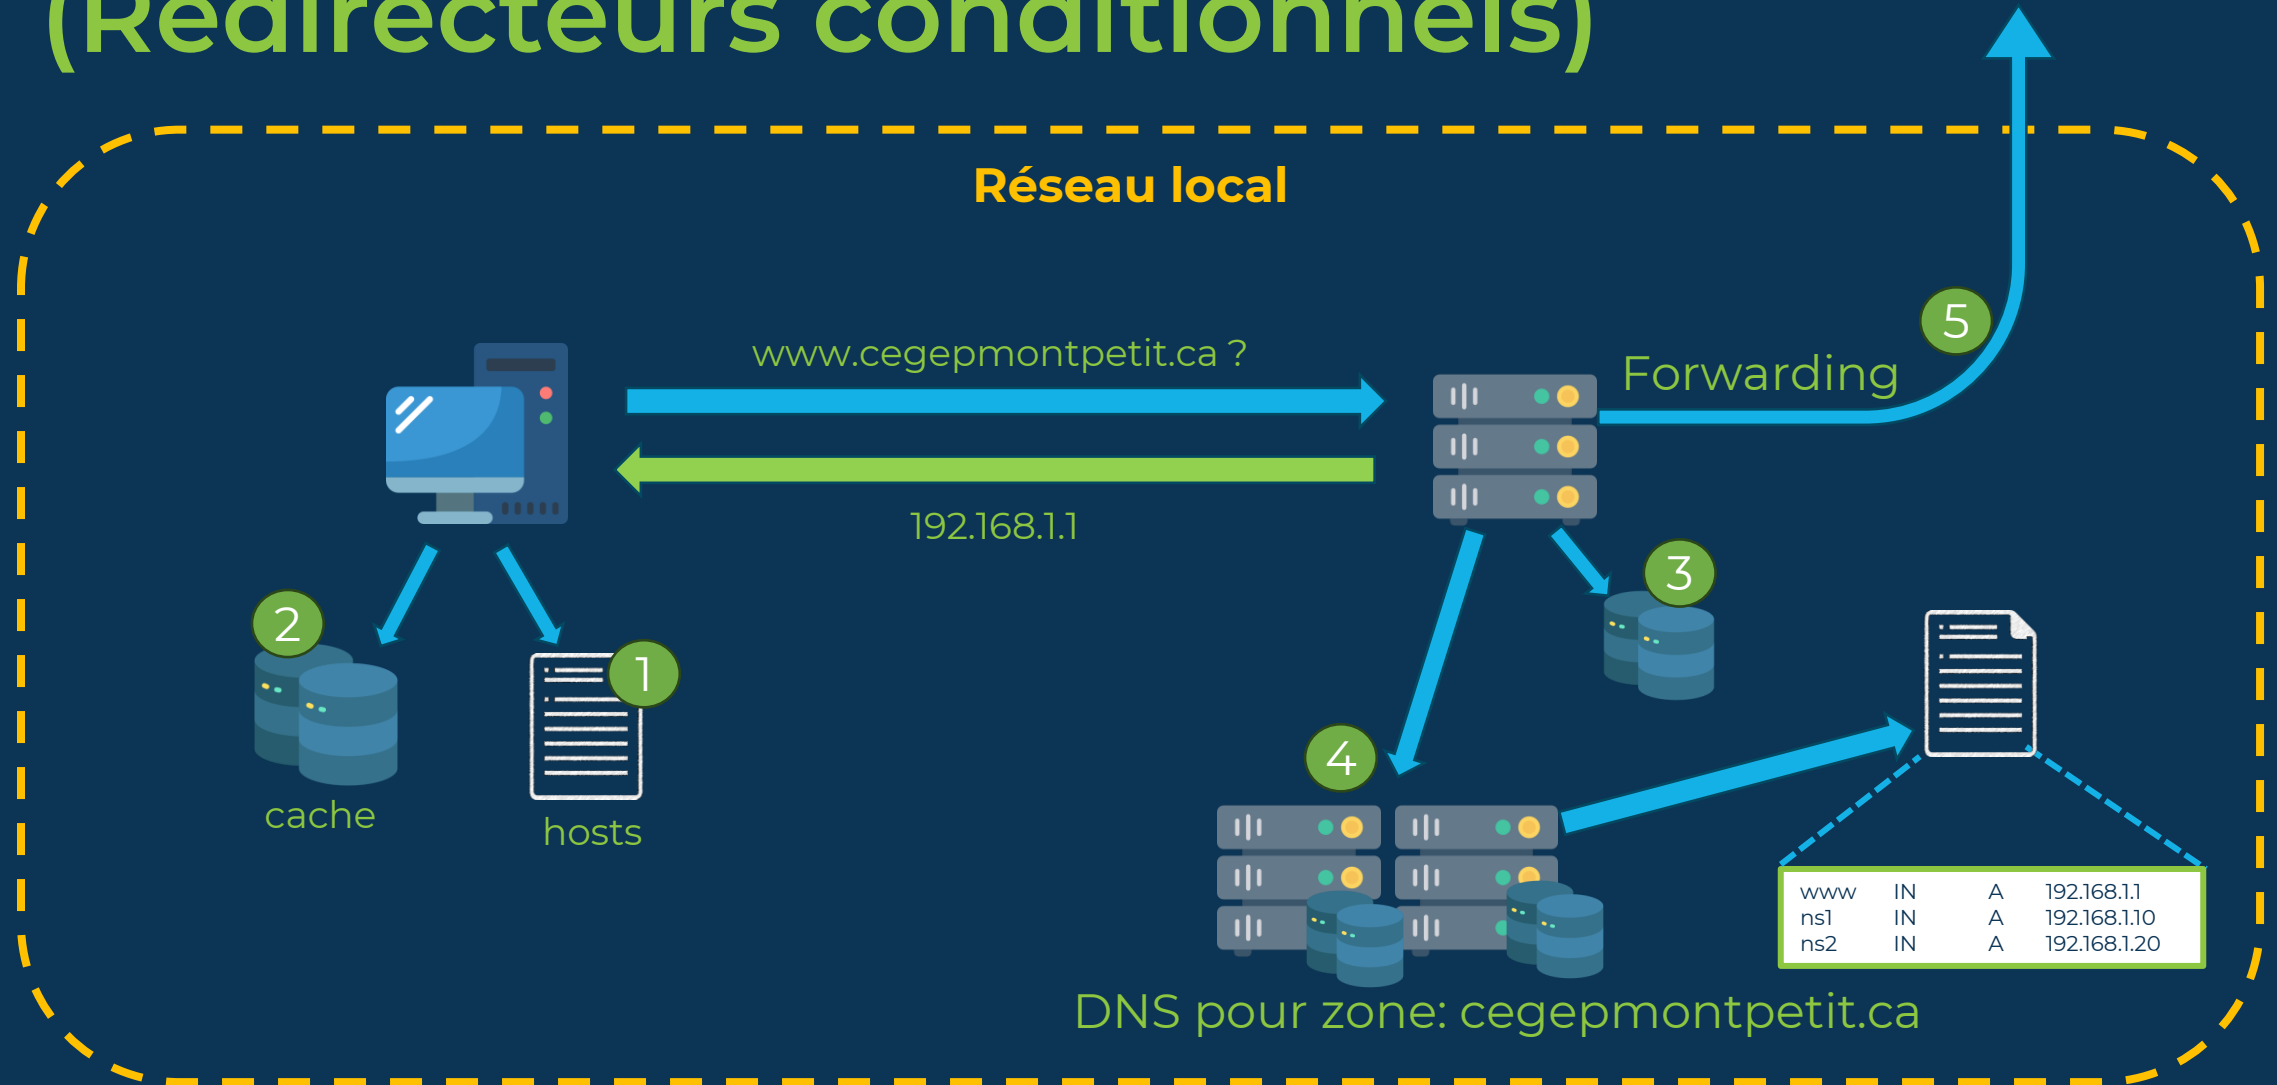 (Redirecteurs conditionnels)
Réseau local
www.cegepmontpetit.ca ?
192.168.1.1
Forwarding
5
3
2
1
cache
hosts
4
www IN A 192.168.1.1
ns1 IN A 192.168.1.10
ns2 IN A 192.168.1.20
DNS pour zone: cegepmontpetit.ca